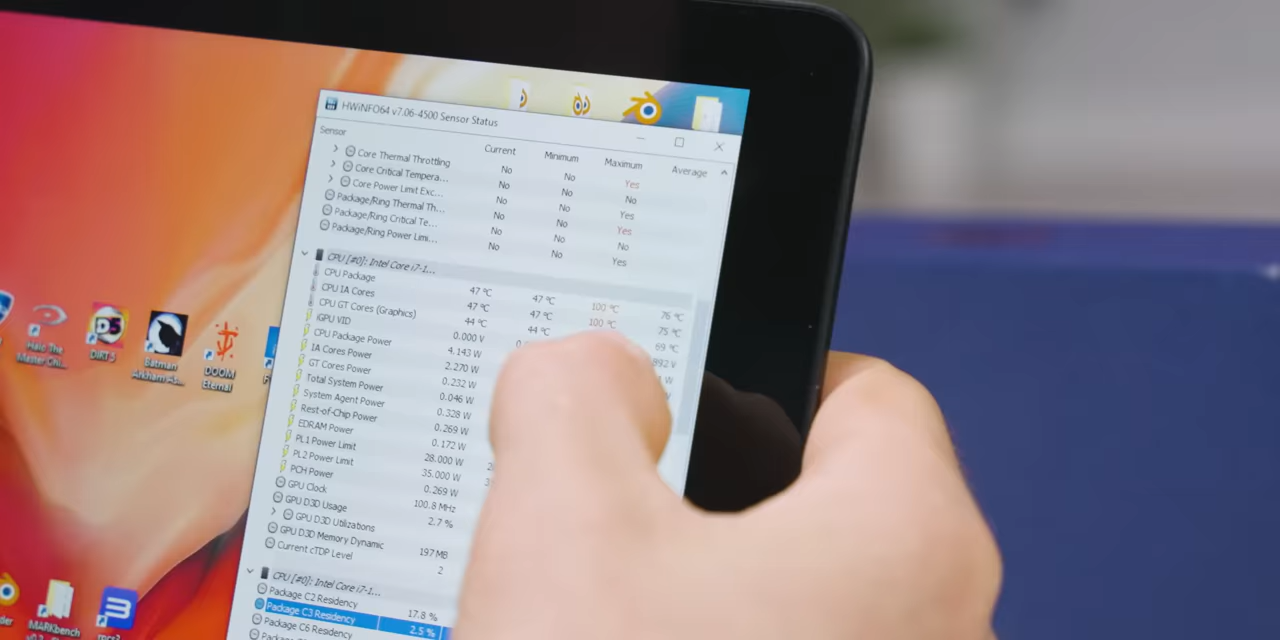 HWiNFO64 v7.06-4500 Sensor Status
Sensor Current Minimum Maximum Average
Core Thermal Throttling No No Yes
Core Critical Tempera... No No No
Core Power Limit Exc... No No Yes
Package/Ring Thermal Th... No No Yes
Package/Ring Critical Te... No No No
Package/Ring Power Limi... No No Yes
CPU [#0]: Intel Core i7-1...
CPU Package 47 °C 47 °C 100 °C 76 °C
CPU IA Cores 47 °C 47 °C 100 °C 75 °C
CPU GT Cores (Graphics) 44 °C 44 °C 69 °C
iGPU VID 0.000 V
CPU Package Power 4.143 W
IA Cores Power 2.270 W
GT Cores Power 0.232 W
Total System Power 0.046 W
System Agent Power 0.328 W
Rest-of-Chip Power 0.269 W
EDRAM Power 0.172 W
PL1 Power Limit 28.000 W
PL2 Power Limit 35.000 W
PCH Power 0.269 W
GPU Clock 100.8 MHz
GPU D3D Usage 2.7 %
GPU D3D Utilizations
GPU D3D Memory Dynamic 197 MB
Current cTDP Level 2
CPU [#0]: Intel Core i7-1...
Package C2 Residency 17.8 %
Package C3 Residency 2.5 %
Package C6 Residency
Halo The
Master Chi...
D5
DIRT 5
Batman
Arkham As...
DOOM
Eternal